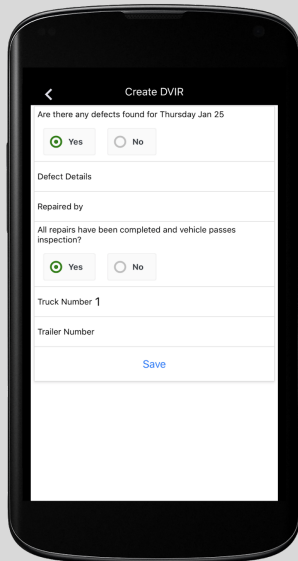 Create DVIR
Are there any defects found for Thursday Jan 25
Yes No
Defect Details
Repaired by
All repairs have been completed and vehicle passes
inspection?
Yes No
Truck Number 1
Trailer Number
Save